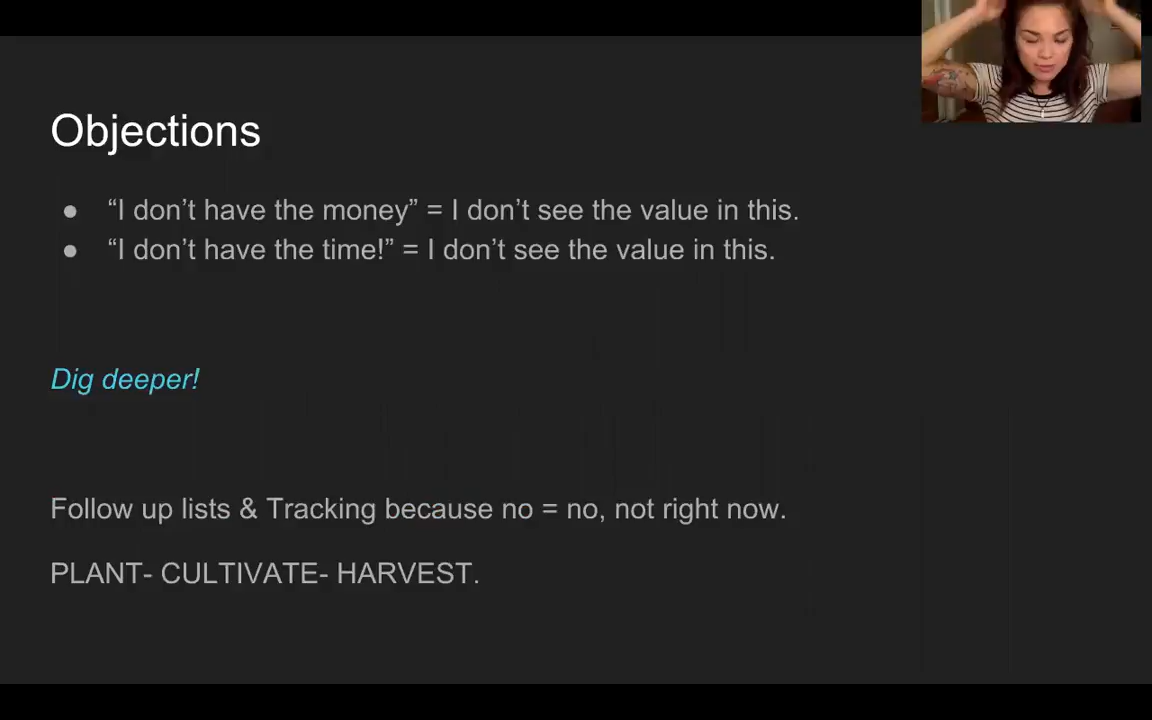 Objections
● “I don’t have the money” = I don’t see the value in this.
● “I don’t have the time!” = I don’t see the value in this.
Dig deeper!
Follow up lists & Tracking because no = no, not right now.
PLANT- CULTIVATE- HARVEST.